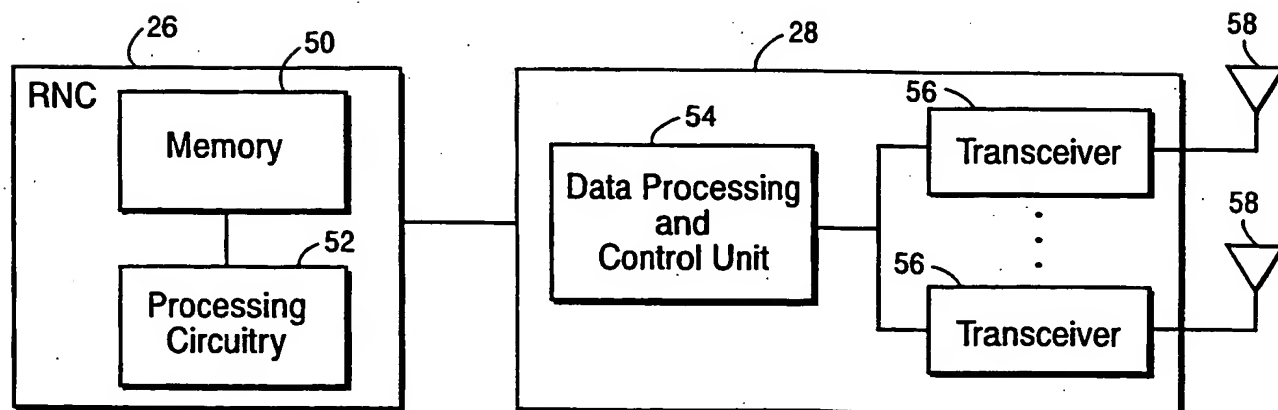 26
RNC
50
Memory
52
Processing
Circuitry
28
54
Data Processing
and
Control Unit
56
Transceiver
58
56
Transceiver
58